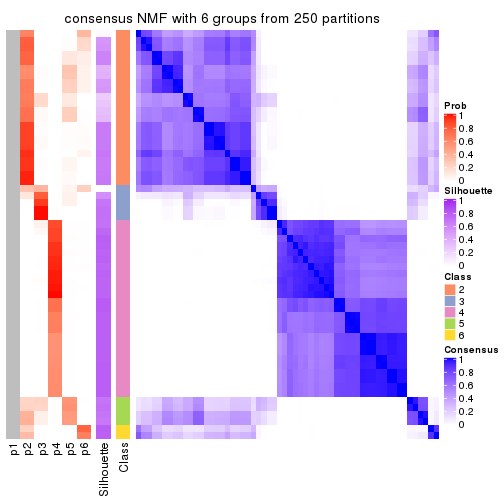 consensus NMF with 6 groups from 250 partitions
Prob
1
0.8
0.6
0.4
0.2
0
Silhouette
1
0.8
0.6
0.4
0.2
0
Class
2
3
4
5
6
Consensus
1
0.8
0.6
0.4
0.2
0
p1
p2
p3
p4
p5
p6
Silhouette
Class